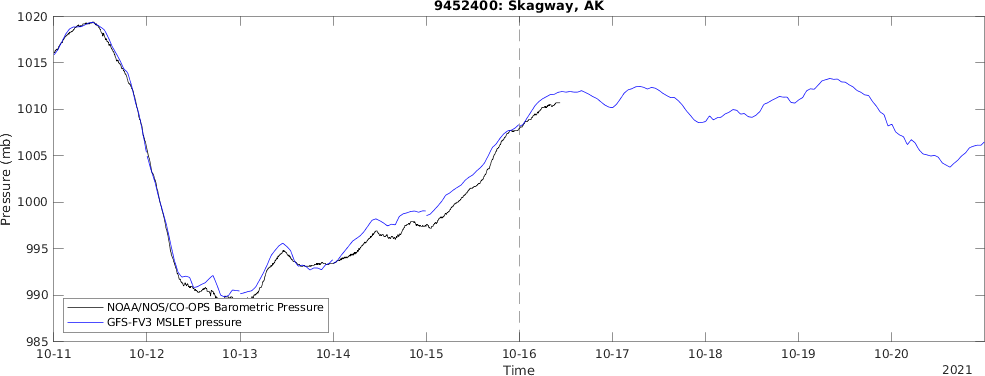 9452400: Skagway, AK
1020
1015
1010
1005
1000
995
990
985
Pressure (mb)
NOAA/NOS/CO-OPS Barometric Pressure
GFS-FV3 MSLET pressure
10-11 10-12 10-13 10-14 10-15 10-16 10-17 10-18 10-19 10-20
Time
2021